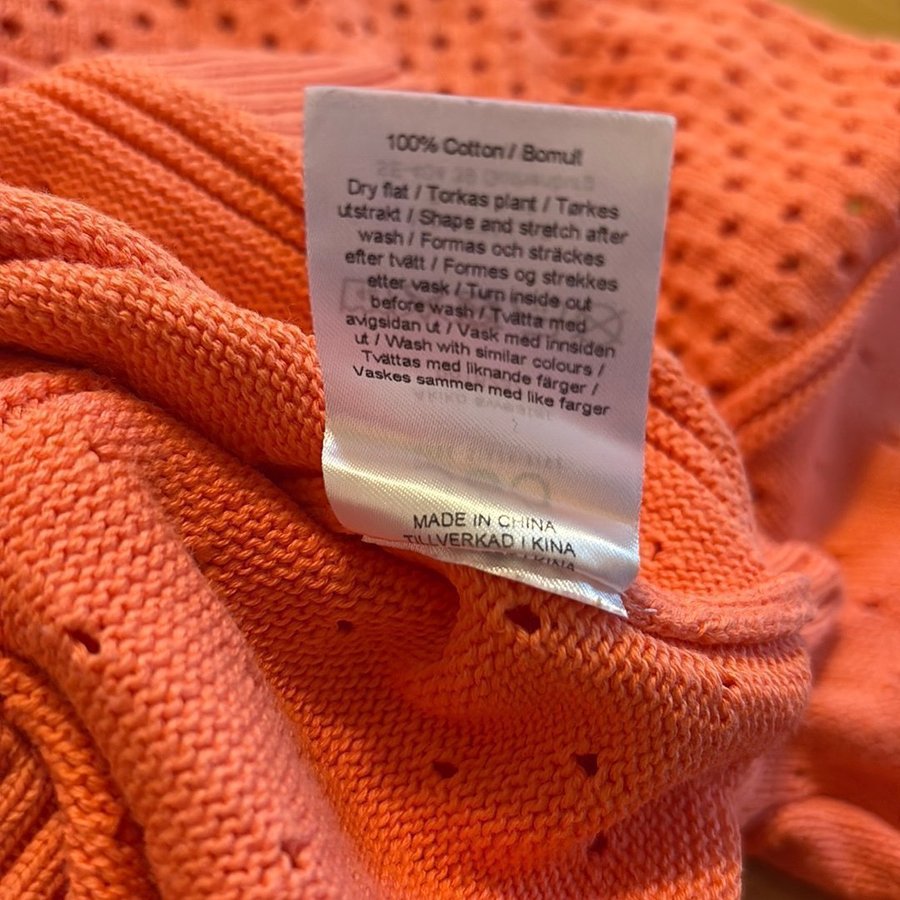 100% Cotton / Bomull
Dry flat / Torkas plant / Tørkes
utstrakt / Shape and stretch after
wash / Formas och sträckes
efter tvätt / Formes og strekkes
etter vask / Turn inside out
before wash / Tvätta med
avigsidan ut / Vask med innsiden
ut / Wash with similar colours /
Tvättas med liknande färger /
Vaskes sammen med like farger
MADE IN CHINA
TILLVERKAD I KINA